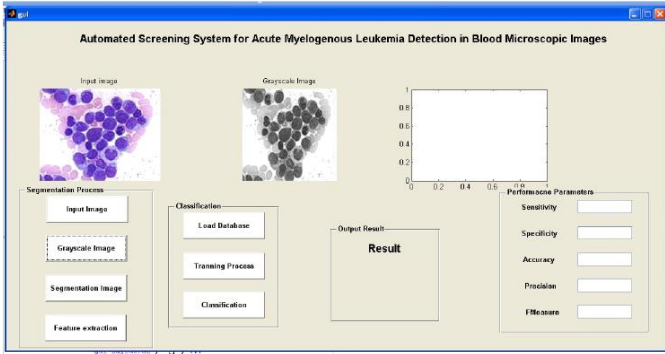 gui
Automated Screening System for Acute Myelogenous Leukemia Detection in Blood Microscopic Images
Input image
Grayscale Image
1
0.8
0.6
0.4
0.2
0
0 0.2 0.4 0.6 0.8 1
Segmentation Process
Input Image
Grayscale Image
Segmentation Image
Feature extraction
Classification
Load Database
Tranning Process
Classification
Output Result
Result
Performacne Parameters
Sensitivity
Specificity
Accuracy
Precision
FMeasure